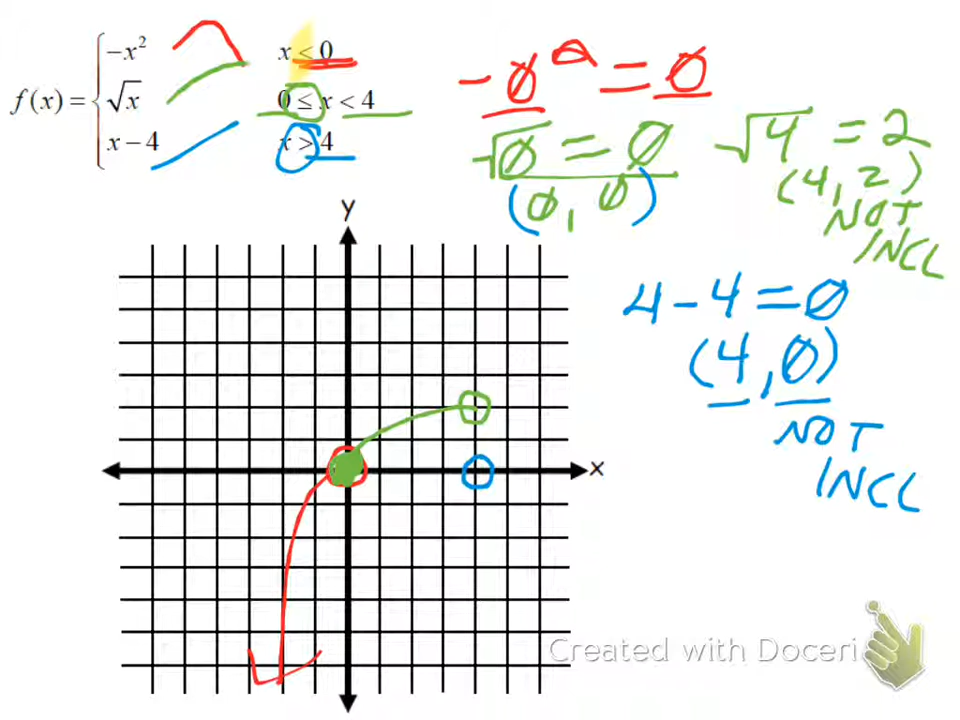 f(x) = { -x² x < 0
√x 0 ≤ x < 4
x - 4 x > 4
-0² = 0
√0 = 0
(0, 0)
√4 = 2
(4, 2)
NOT
INCL
4 - 4 = 0
(4, 0)
NOT
INCL
y
x
Created with Doceri